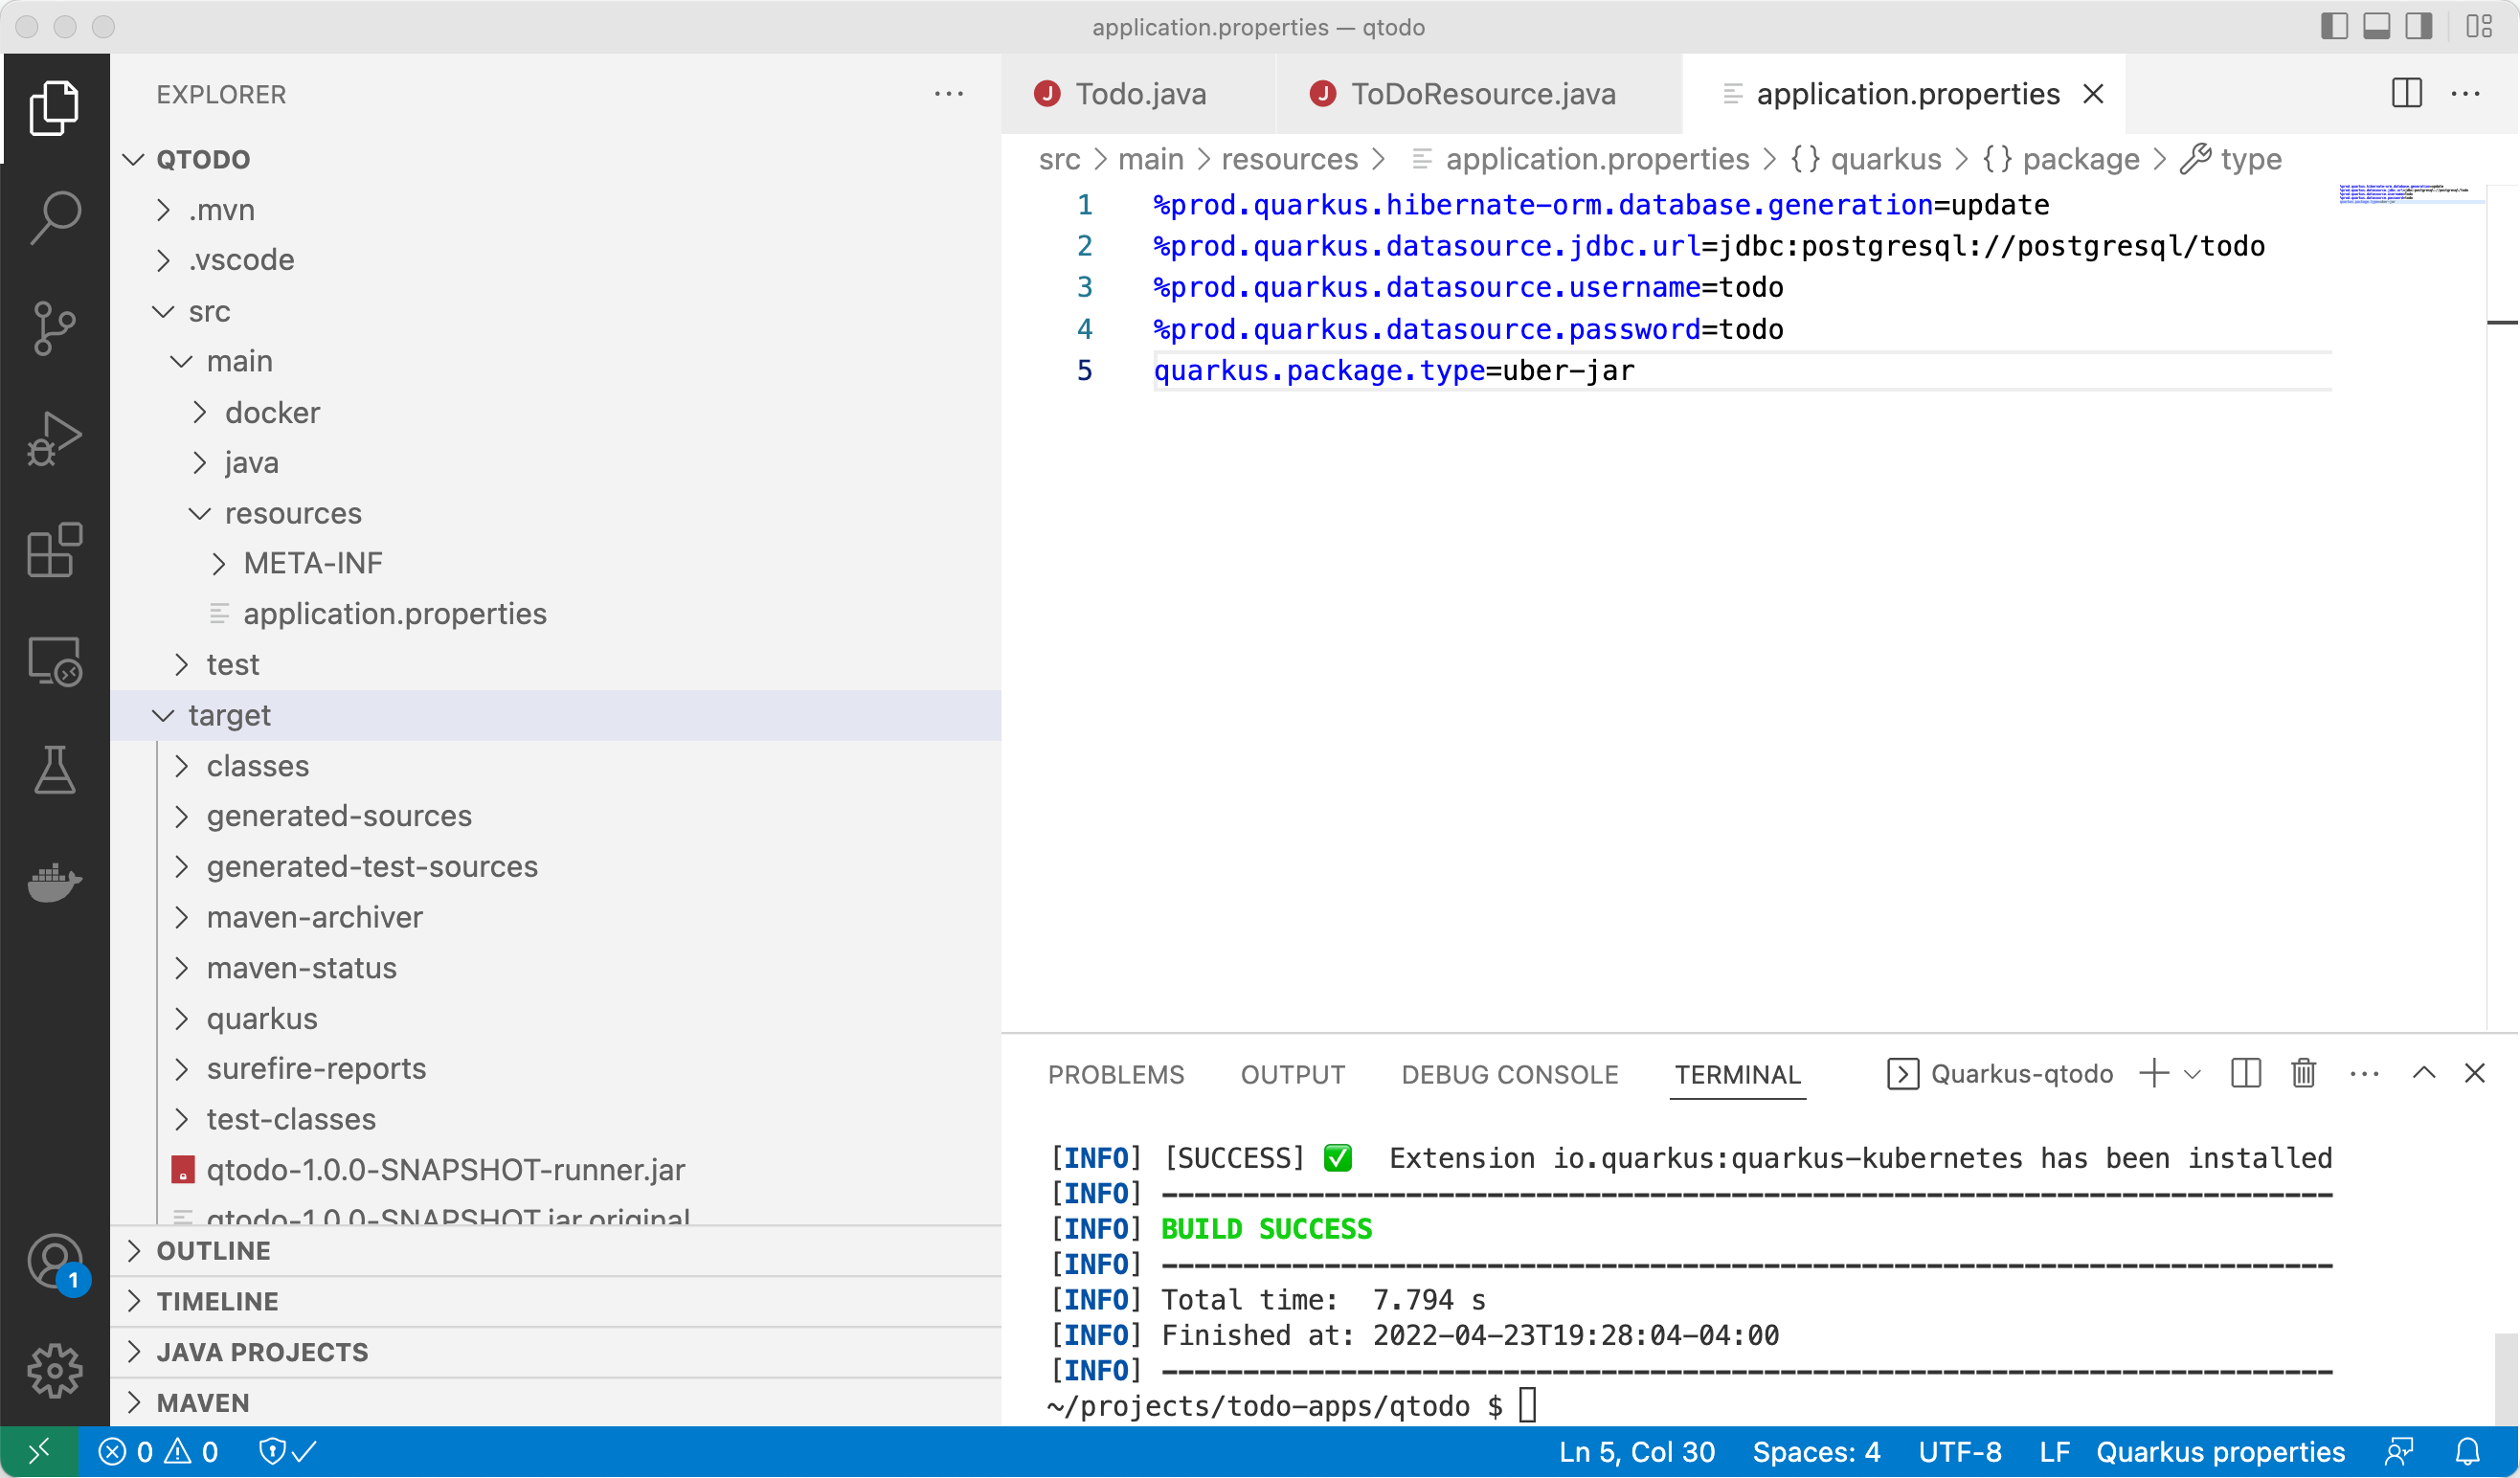 application.properties — qtodo
EXPLORER
QTODO
.mvn
.vscode
src
main
docker
java
resources
META-INF
application.properties
test
target
classes
generated-sources
generated-test-sources
maven-archiver
maven-status
quarkus
surefire-reports
test-classes
qtodo-1.0.0-SNAPSHOT-runner.jar
qtodo-1.0.0-SNAPSHOT.jar.original
OUTLINE
TIMELINE
JAVA PROJECTS
MAVEN
1
J Todo.java J ToDoResource.java application.properties
src > main > resources > application.properties > {} quarkus > {} package > type
1 %prod.quarkus.hibernate-orm.database.generation=update
2 %prod.quarkus.datasource.jdbc.url=jdbc:postgresql://postgresql/todo
3 %prod.quarkus.datasource.username=todo
4 %prod.quarkus.datasource.password=todo
5 quarkus.package.type=uber-jar
PROBLEMS OUTPUT DEBUG CONSOLE TERMINAL Quarkus-qtodo
[INFO] [SUCCESS] ✅ Extension io.quarkus:quarkus-kubernetes has been installed
[INFO] ------------------------------------------------------------------------
[INFO] BUILD SUCCESS
[INFO] ------------------------------------------------------------------------
[INFO] Total time:  7.794 s
[INFO] Finished at: 2022-04-23T19:28:04-04:00
[INFO] ------------------------------------------------------------------------
~/projects/todo-apps/qtodo $
0 0 Ln 5, Col 30 Spaces: 4 UTF-8 LF Quarkus properties